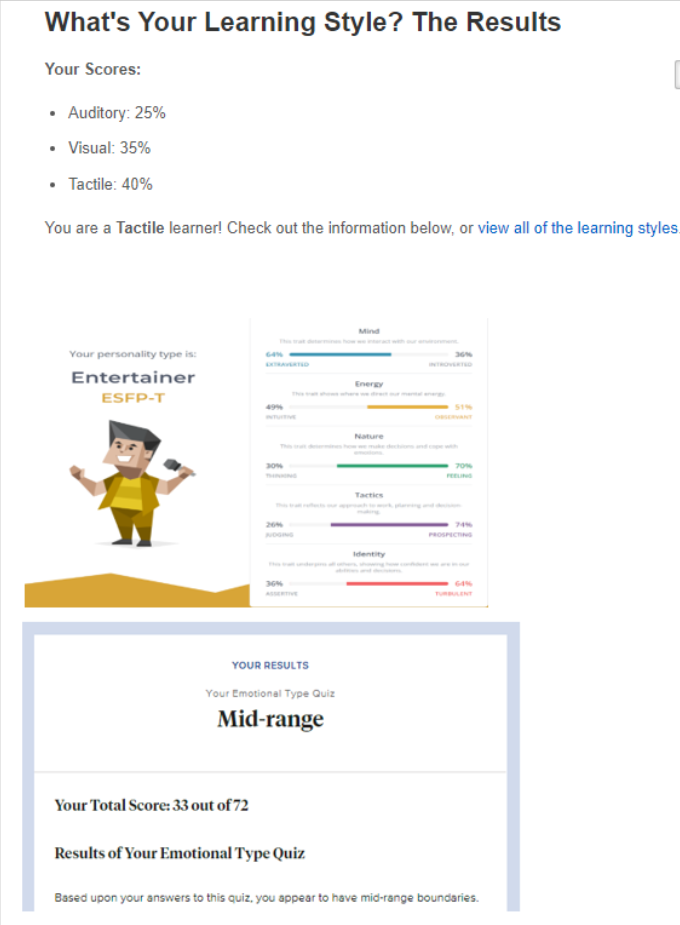 What's Your Learning Style? The Results
Your Scores:
Auditory: 25%
Visual: 35%
Tactile: 40%
You are a Tactile learner! Check out the information below, or view all of the learning styles.
Your personality type is:
Entertainer
ESFP-T
Mind
This trait determines how we interact with our environment.
64% 36%
EXTRAVERTED INTROVERTED
Energy
This trait shows where we direct our mental energy.
49% 51%
INTUITIVE OBSERVANT
Nature
This trait determines how we make decisions and cope with
emotions.
30% 70%
THINKING FEELING
Tactics
This trait reflects our approach to work, planning and decision-
making.
26% 74%
JUDGING PROSPECTING
Identity
This trait underpins all others, showing how confident we are in our
abilities and decisions.
36% 64%
ASSERTIVE TURBULENT
YOUR RESULTS
Your Emotional Type Quiz
Mid-range
Your Total Score: 33 out of 72
Results of Your Emotional Type Quiz
Based upon your answers to this quiz, you appear to have mid-range boundaries.